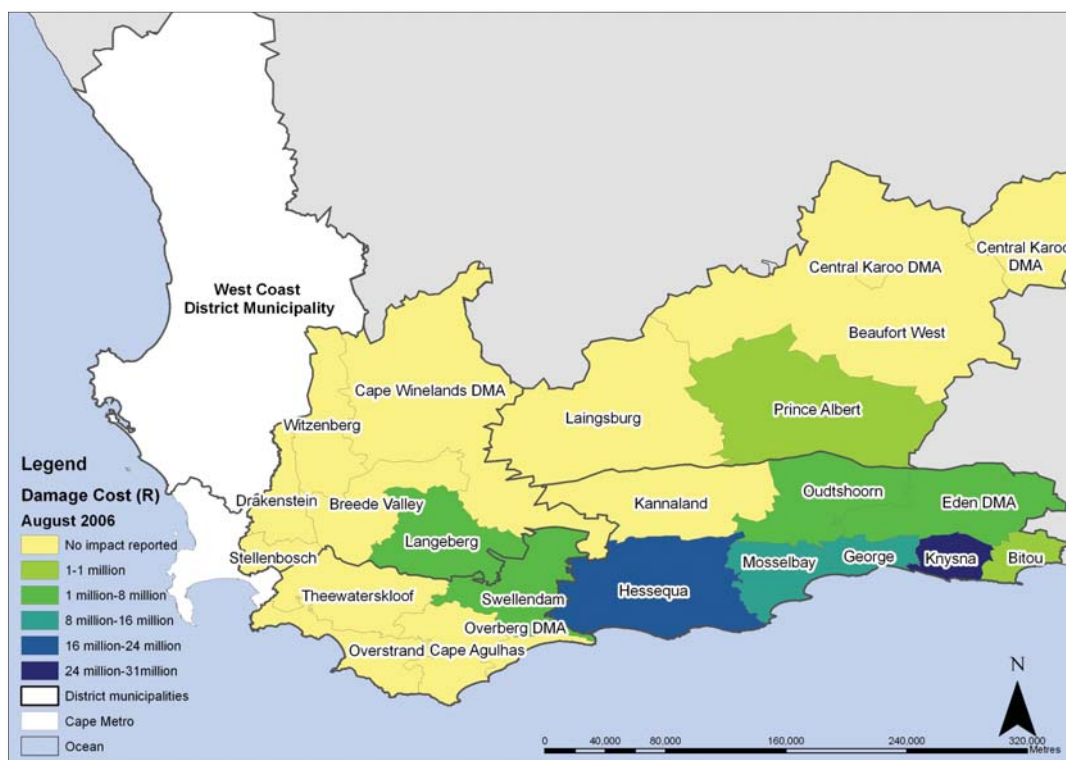 Central Karoo
DMA
Central Karoo DMA
West Coast
District Municipality
Beaufort West
Cape Winelands DMA
Prince Albert
Laingsburg
Witzenberg
Legend
Damage Cost (R)
August 2006
No impact reported
1-1 million
1 million-8 million
8 million-16 million
16 million-24 million
24 million-31million
District municipalities
Cape Metro
Ocean
Drakenstein
Breede Valley
Kannaland
Oudtshoorn
Eden DMA
Langeberg
Stellenbosch
Mosselbay
George
Knysna
Bitou
Theewaterskloof
Swellendam
Hessequa
Overberg DMA
Overstrand
Cape Agulhas
N
0 40,000 80,000 160,000 240,000 320,000
Metres